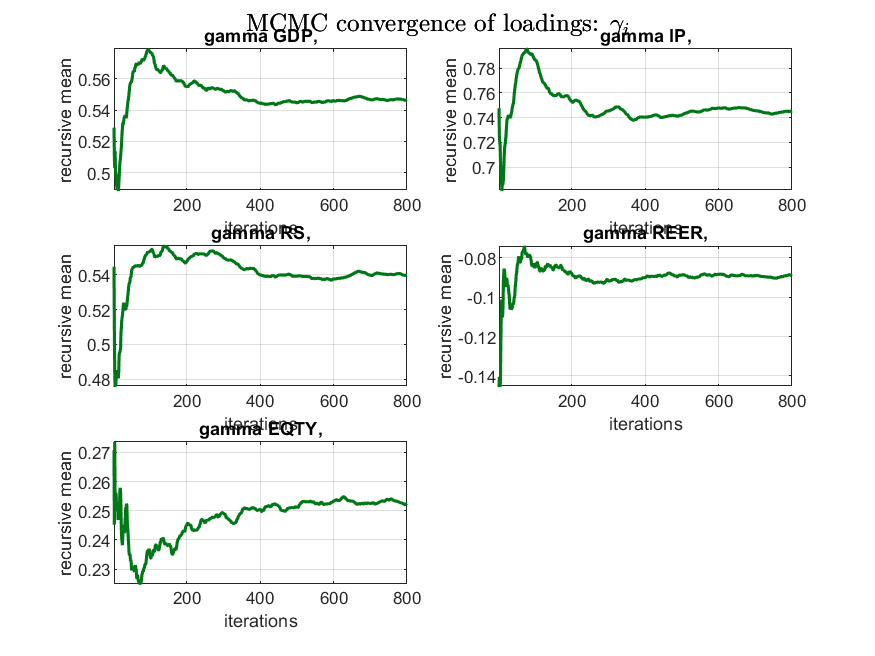 MCMC convergence of loadings: γi
gamma GDP,
recursive mean
0.56
0.54
0.52
0.5
200 400 600 800
iterations
gamma IP,
recursive mean
0.78
0.76
0.74
0.72
0.7
200 400 600 800
iterations
gamma RS,
recursive mean
0.54
0.52
0.5
0.48
200 400 600 800
iterations
gamma REER,
recursive mean
-0.08
-0.1
-0.12
-0.14
200 400 600 800
iterations
gamma EQTY,
recursive mean
0.27
0.26
0.25
0.24
0.23
200 400 600 800
iterations